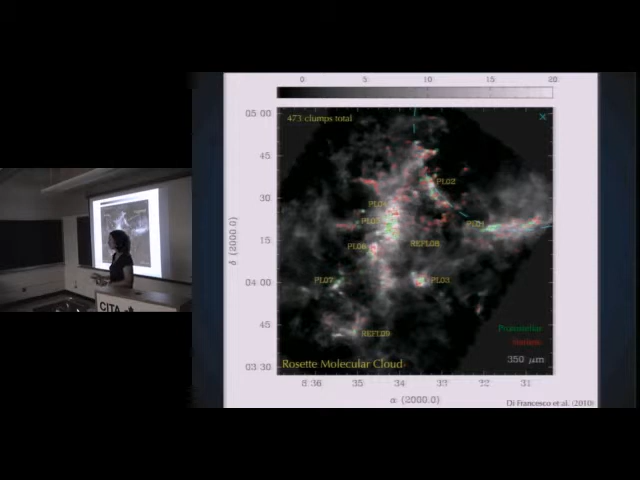 0 5 10 15 20
05:00
45
30
15
04:00
45
03:30
δ (2000.0)
473 clumps total
PL02
PL04
PL01
PL05
REFL08
PL06
PL07
PL03
REFL09
Protostellar
Starless
350 μm
Rosette Molecular Cloud
6:36 35 34 33 32 31
α (2000.0)
Di Francesco et al. (2010)
CITA